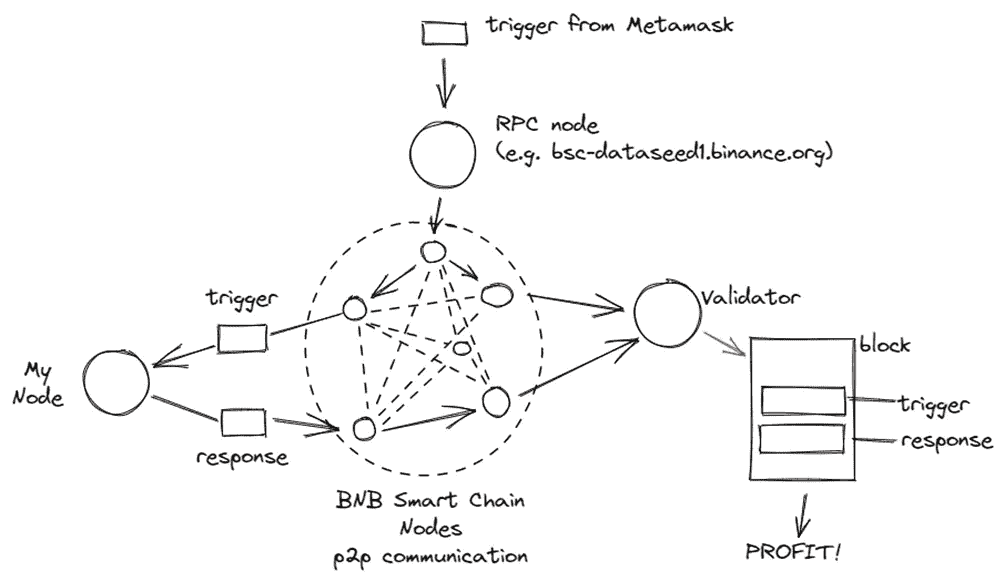 trigger from Metamask
RPC node
(e.g. bsc-dataseed1.binance.org)
trigger
Validator
My
Node
block
trigger
response
response
BNB Smart Chain
Nodes
p2p communication
PROFIT!